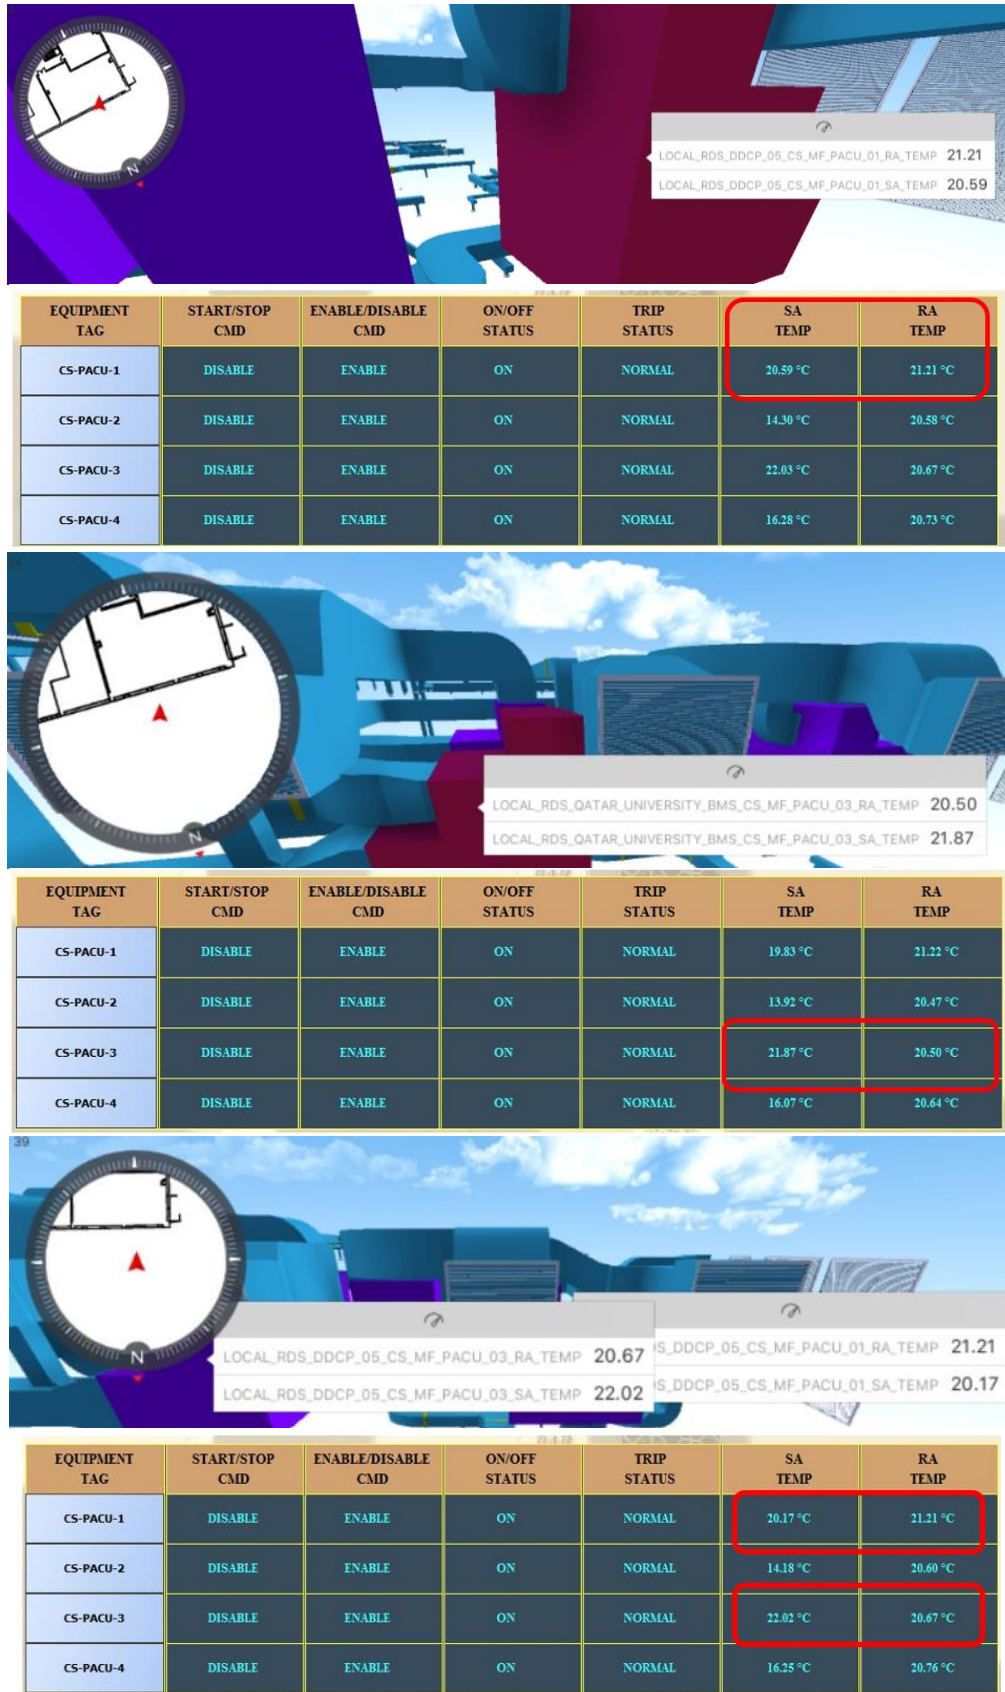 N
LOCAL_RDS_DDCP_05_CS_MF_PACU_01_RA_TEMP 21.21
LOCAL_RDS_DDCP_05_CS_MF_PACU_01_SA_TEMP 20.59
EQUIPMENT TAG START/STOP CMD ENABLE/DISABLE CMD ON/OFF STATUS TRIP STATUS SA TEMP RA TEMP
CS-PACU-1 DISABLE ENABLE ON NORMAL 20.59 °C 21.21 °C
CS-PACU-2 DISABLE ENABLE ON NORMAL 14.30 °C 20.58 °C
CS-PACU-3 DISABLE ENABLE ON NORMAL 22.03 °C 20.67 °C
CS-PACU-4 DISABLE ENABLE ON NORMAL 16.28 °C 20.73 °C
N
LOCAL_RDS_QATAR_UNIVERSITY_BMS_CS_MF_PACU_03_RA_TEMP 20.50
LOCAL_RDS_QATAR_UNIVERSITY_BMS_CS_MF_PACU_03_SA_TEMP 21.87
EQUIPMENT TAG START/STOP CMD ENABLE/DISABLE CMD ON/OFF STATUS TRIP STATUS SA TEMP RA TEMP
CS-PACU-1 DISABLE ENABLE ON NORMAL 19.83 °C 21.22 °C
CS-PACU-2 DISABLE ENABLE ON NORMAL 13.92 °C 20.47 °C
CS-PACU-3 DISABLE ENABLE ON NORMAL 21.87 °C 20.50 °C
CS-PACU-4 DISABLE ENABLE ON NORMAL 16.07 °C 20.64 °C
39
N
LOCAL_RDS_DDCP_05_CS_MF_PACU_03_RA_TEMP 20.67
LOCAL_RDS_DDCP_05_CS_MF_PACU_03_SA_TEMP 22.02
S_DDCP_05_CS_MF_PACU_01_RA_TEMP 21.21
S_DDCP_05_CS_MF_PACU_01_SA_TEMP 20.17
EQUIPMENT TAG START/STOP CMD ENABLE/DISABLE CMD ON/OFF STATUS TRIP STATUS SA TEMP RA TEMP
CS-PACU-1 DISABLE ENABLE ON NORMAL 20.17 °C 21.21 °C
CS-PACU-2 DISABLE ENABLE ON NORMAL 14.18 °C 20.60 °C
CS-PACU-3 DISABLE ENABLE ON NORMAL 22.02 °C 20.67 °C
CS-PACU-4 DISABLE ENABLE ON NORMAL 16.25 °C 20.76 °C